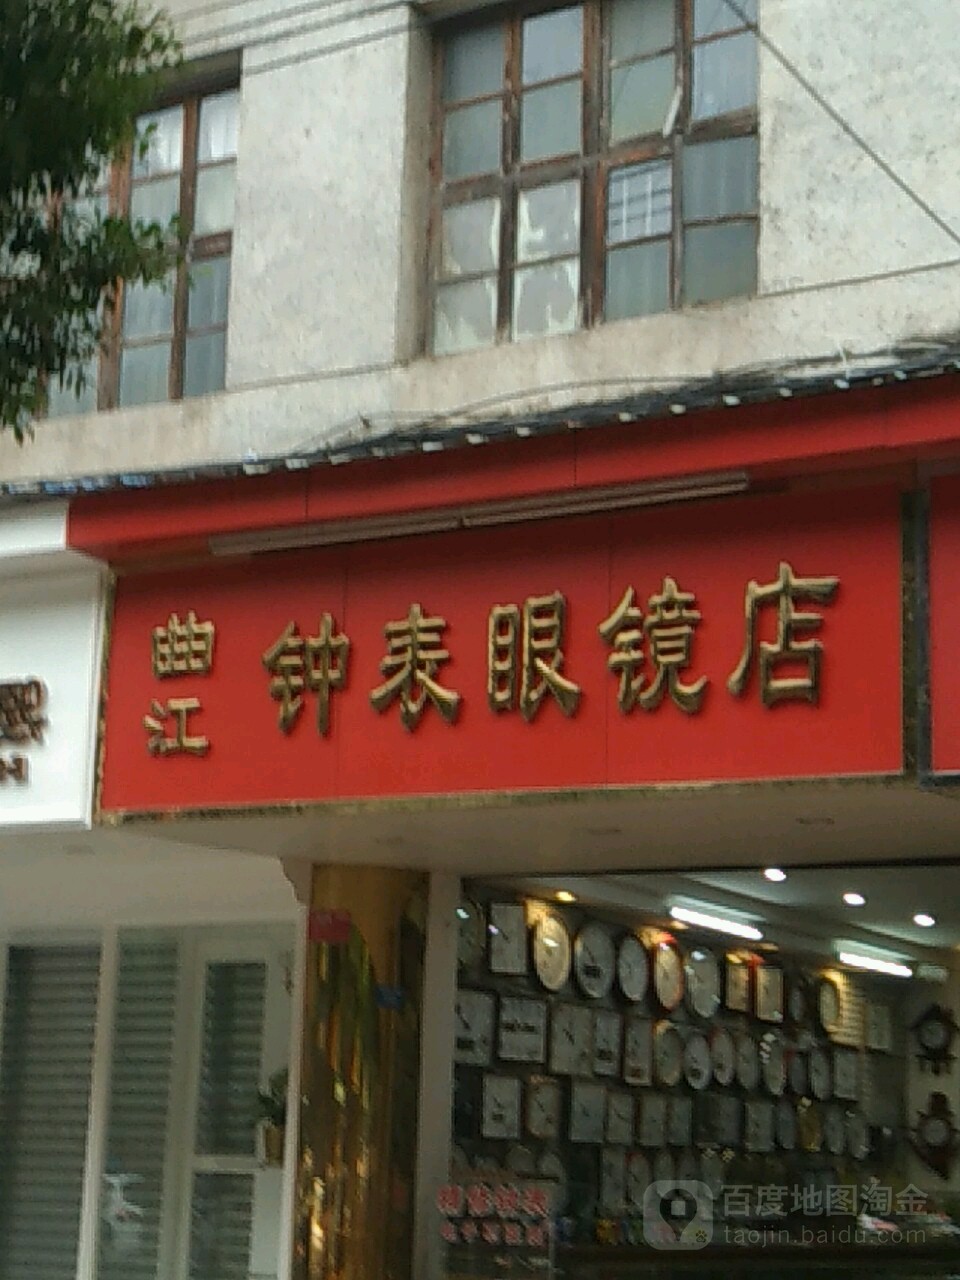 曲江
钟表眼镜店
百度地图淘金
taojin.baidu.com